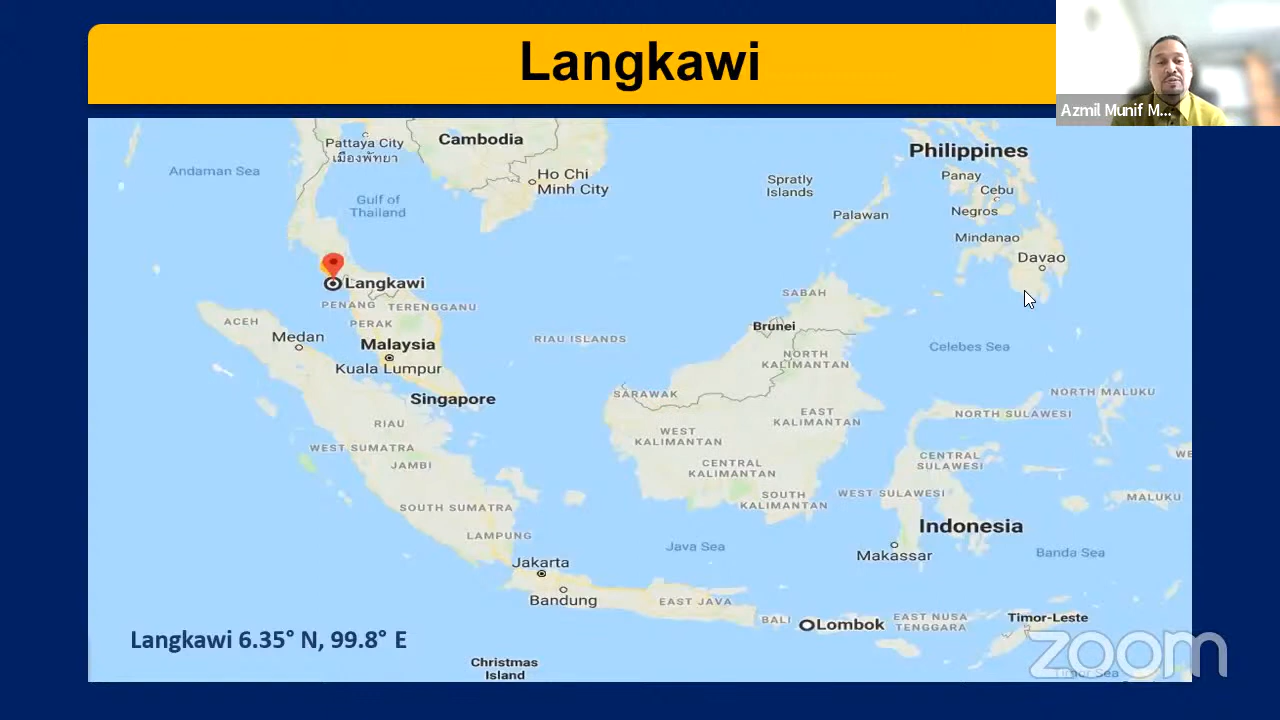 Langkawi
Azmil Munif M...
Pattaya City
เมืองพัทยา
Cambodia
Andaman Sea
Ho Chi
Minh City
Gulf of
Thailand
Spratly
Islands
Philippines
Panay
Cebu
Negros
Palawan
Mindanao
Davao
Langkawi
PENANG
TERENGGANU
PERAK
ACEH
Medan
Malaysia
Kuala Lumpur
Singapore
RIAU ISLANDS
SABAH
Brunei
NORTH
KALIMANTAN
Celebes Sea
SARAWAK
EAST
KALIMANTAN
WEST
KALIMANTAN
CENTRAL
KALIMANTAN
SOUTH
KALIMANTAN
NORTH MALUKU
NORTH SULAWESI
CENTRAL
SULAWESI
WEST SULAWESI
WE
MALUKU
RIAU
WEST SUMATRA
JAMBI
SOUTH SUMATRA
LAMPUNG
Indonesia
Makassar
Java Sea
Banda Sea
Jakarta
Bandung
EAST JAVA
BALI
Lombok
EAST NUSA
TENGGARA
Timor-Leste
Langkawi 6.35° N, 99.8° E
Christmas
Island
zoom
Timor Sea